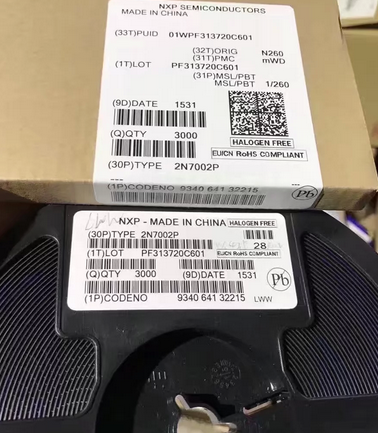 NXP SEMICONDUCTORS
MADE IN CHINA
(33T)PUID 01WPF313720C601
(32T)ORIG N260
(31T)PMC mWD
(1T)LOT PF313720C601
(31P)MSL/PBT
MSL/PBT 1/260
(9D)DATE 1531
(Q)QTY 3000
HALOGEN FREE
EU/CN RoHS COMPLIANT
(30P)TYPE 2N7002P
(1P)CODENO 9340 641 32215
Pb
NXP - MADE IN CHINA HALOGEN FREE
(30P)TYPE 2N7002P
28
(1T)LOT PF313720C601 EU/CN RoHS COMPLIANT
(Q)QTY 3000 (9D)DATE 1531
Pb
(1P)CODENO 9340 641 32215 LWW